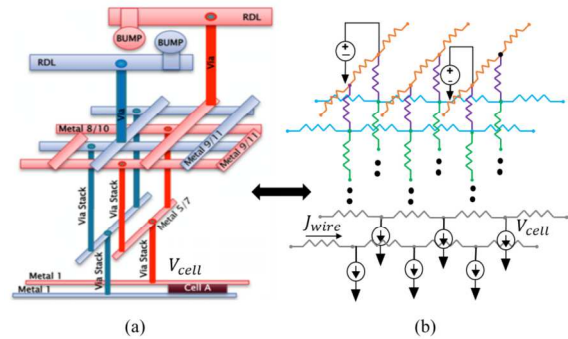 RDL
BUMP
BUMP
RDL
Via
Via
Metal 8/10
Metal 9/11
Metal 9/11
Via Stack
Via Stack
Via Stack
Metal 5/7
Via Stack
Via Stack
V_cell
Metal 1
Metal 1
Cell A
(a)
J_wire
V_cell
(b)